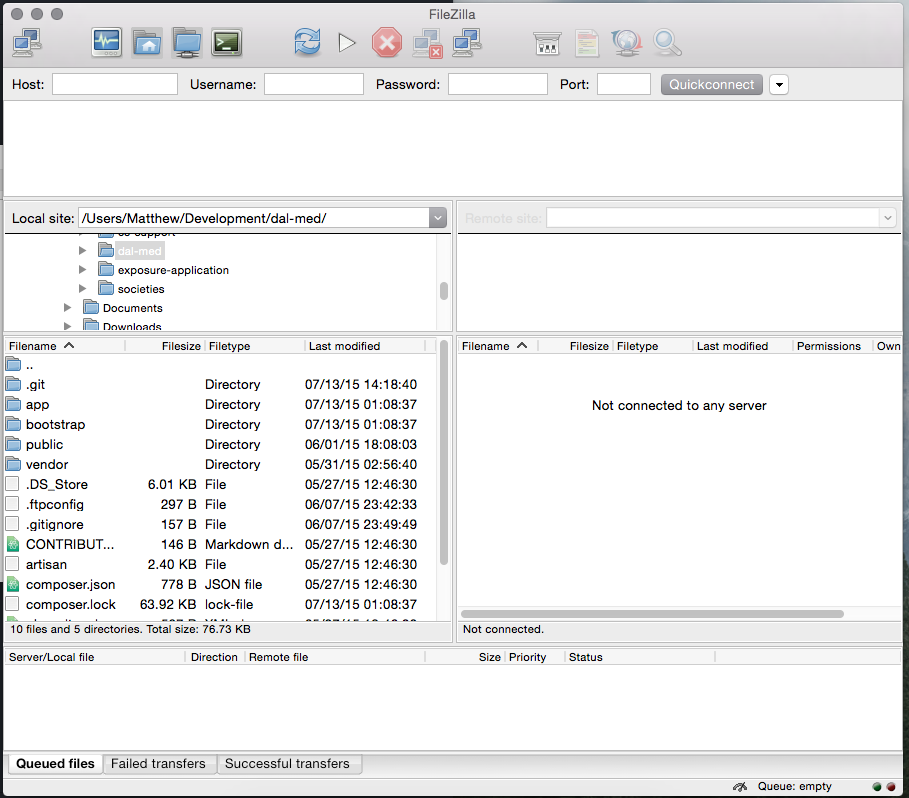 FileZilla
Host: Username: Password: Port: Quickconnect
Local site: /Users/Matthew/Development/dal-med/
Remote site:
dal-med
exposure-application
societies
Documents
Downloads
Filename Filesize Filetype Last modified
..
.git Directory 07/13/15 14:18:40
app Directory 07/13/15 01:08:37
bootstrap Directory 07/13/15 01:08:37
public Directory 06/01/15 18:08:03
vendor Directory 05/31/15 02:56:40
.DS_Store 6.01 KB File 05/27/15 12:46:30
.ftpconfig 297 B File 06/07/15 23:42:33
.gitignore 157 B File 06/07/15 23:49:49
CONTRIBUT... 146 B Markdown d... 05/27/15 12:46:30
artisan 2.40 KB File 05/27/15 12:46:30
composer.json 778 B JSON file 05/27/15 12:46:30
composer.lock 63.92 KB lock-file 07/13/15 01:08:37
10 files and 5 directories. Total size: 76.73 KB
Filename Filesize Filetype Last modified Permissions Own
Not connected to any server
Not connected.
Server/Local file Direction Remote file Size Priority Status
Queued files Failed transfers Successful transfers
Queue: empty